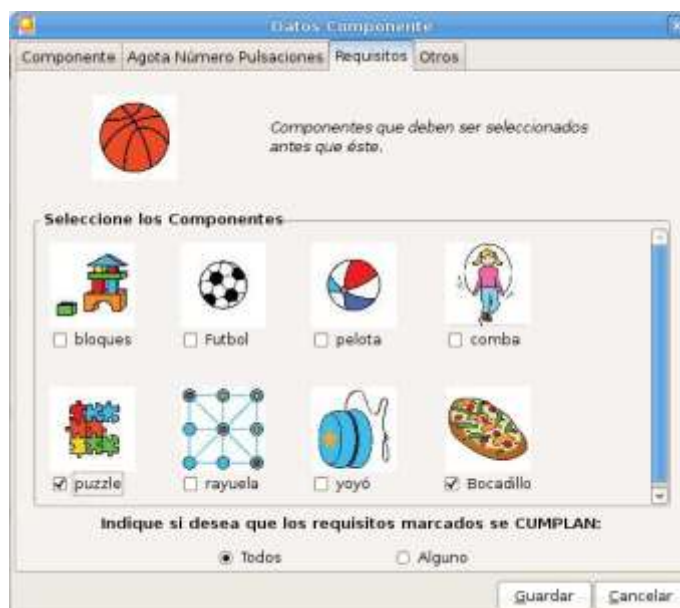 Datos Componente
Componente Agota Número Pulsaciones Requisitos Otros
Componentes que deben ser seleccionados
antes que éste.
Seleccione los Componentes
bloques Futbol pelota comba
puzzle rayuela yoyó Bocadillo
Indique si desea que los requisitos marcados se CUMPLAN:
Todos Alguno
Guardar Cancelar